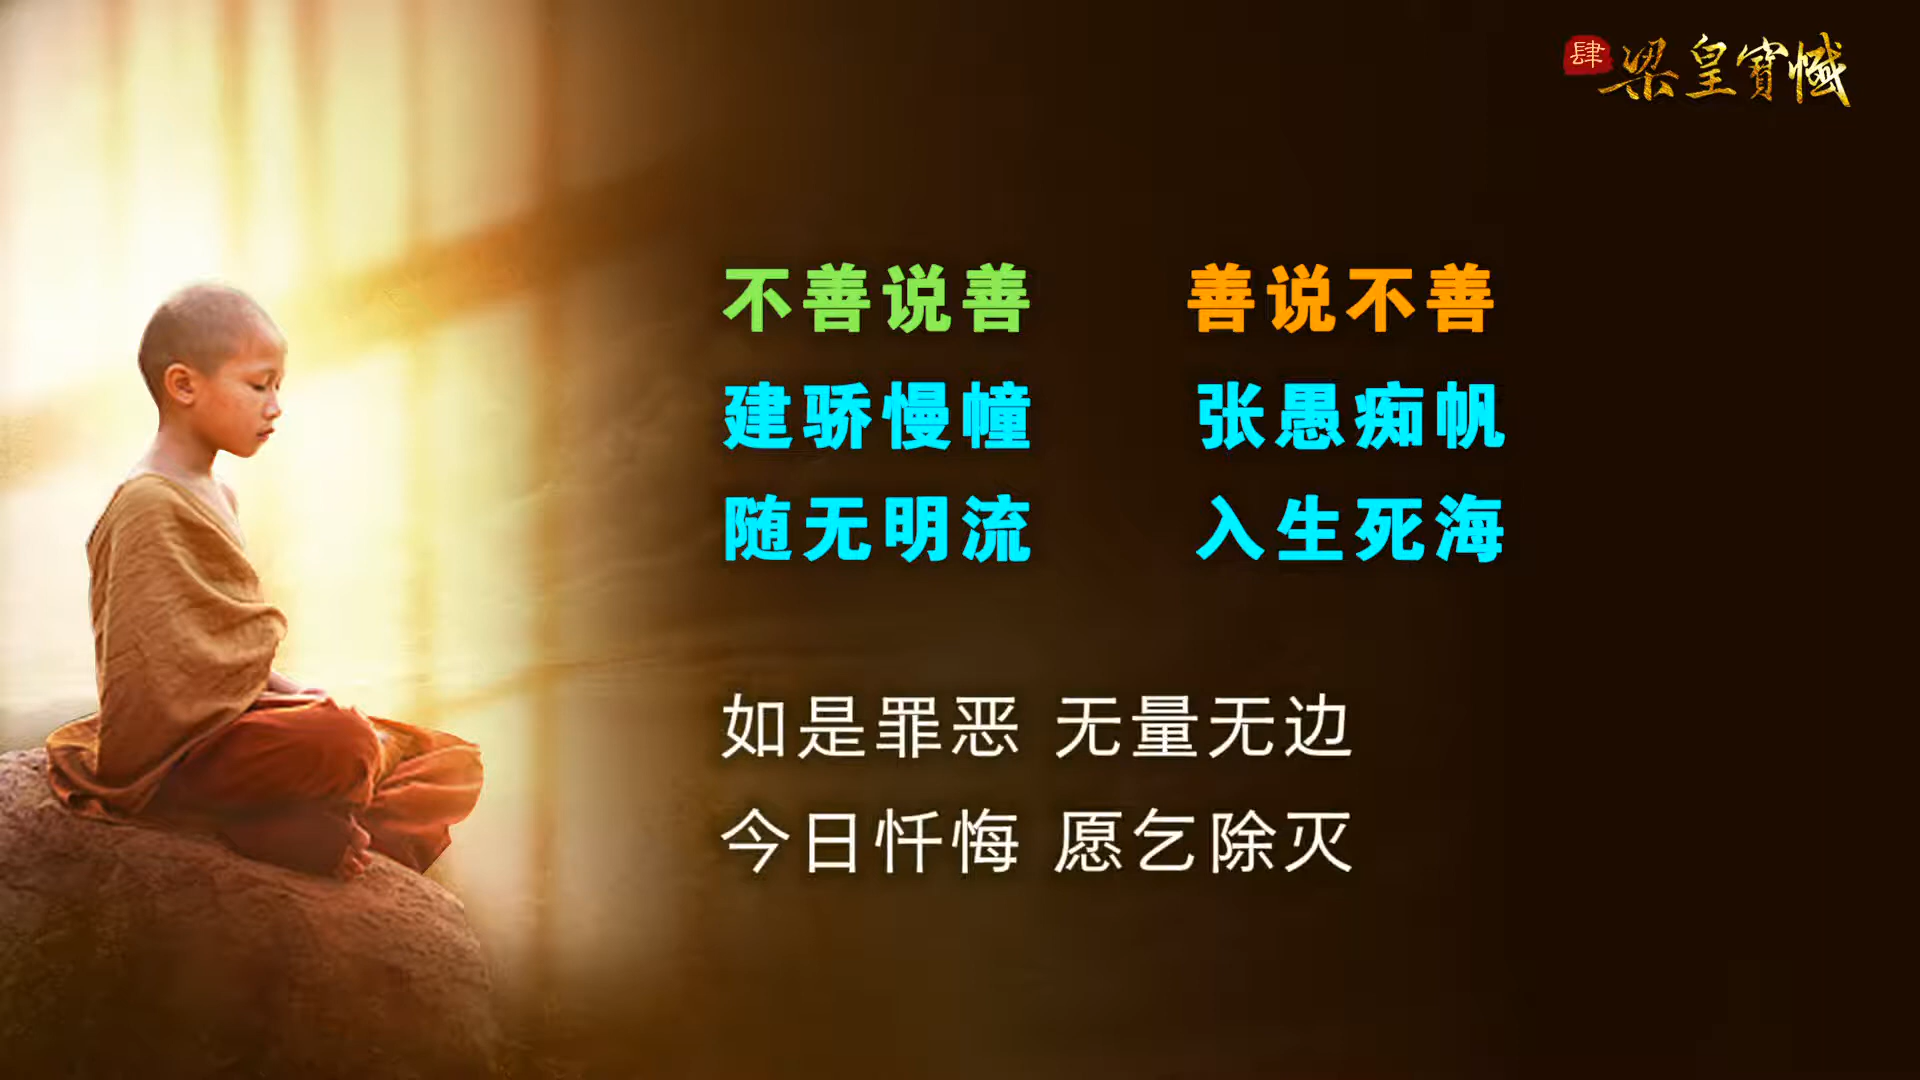 肆 梁皇寶懺
不善说善 善说不善
建骄慢幢 张愚痴帆
随无明流 入生死海
如是罪恶 无量无边
今日忏悔 愿乞除灭